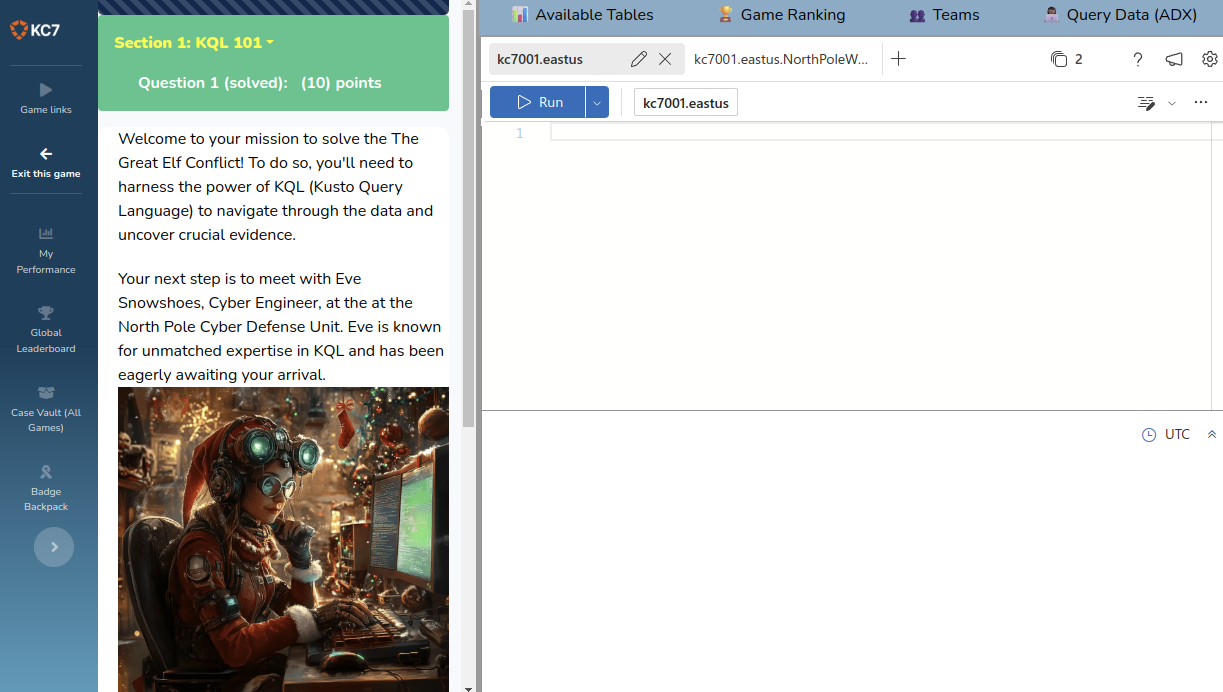 KC7
Game links
Exit this game
My
Performance
Global
Leaderboard
Case Vault (All
Games)
Badge
Backpack
Section 1: KQL 101
Question 1 (solved): (10) points
Welcome to your mission to solve the The
Great Elf Conflict! To do so, you'll need to
harness the power of KQL (Kusto Query
Language) to navigate through the data and
uncover crucial evidence.
Your next step is to meet with Eve
Snowshoes, Cyber Engineer, at the at the
North Pole Cyber Defense Unit. Eve is known
for unmatched expertise in KQL and has been
eagerly awaiting your arrival.
Available Tables
Game Ranking
Teams
Query Data (ADX)
kc7001.eastus
kc7001.eastus.NorthPoleW...
2
?
Run
kc7001.eastus
1
UTC